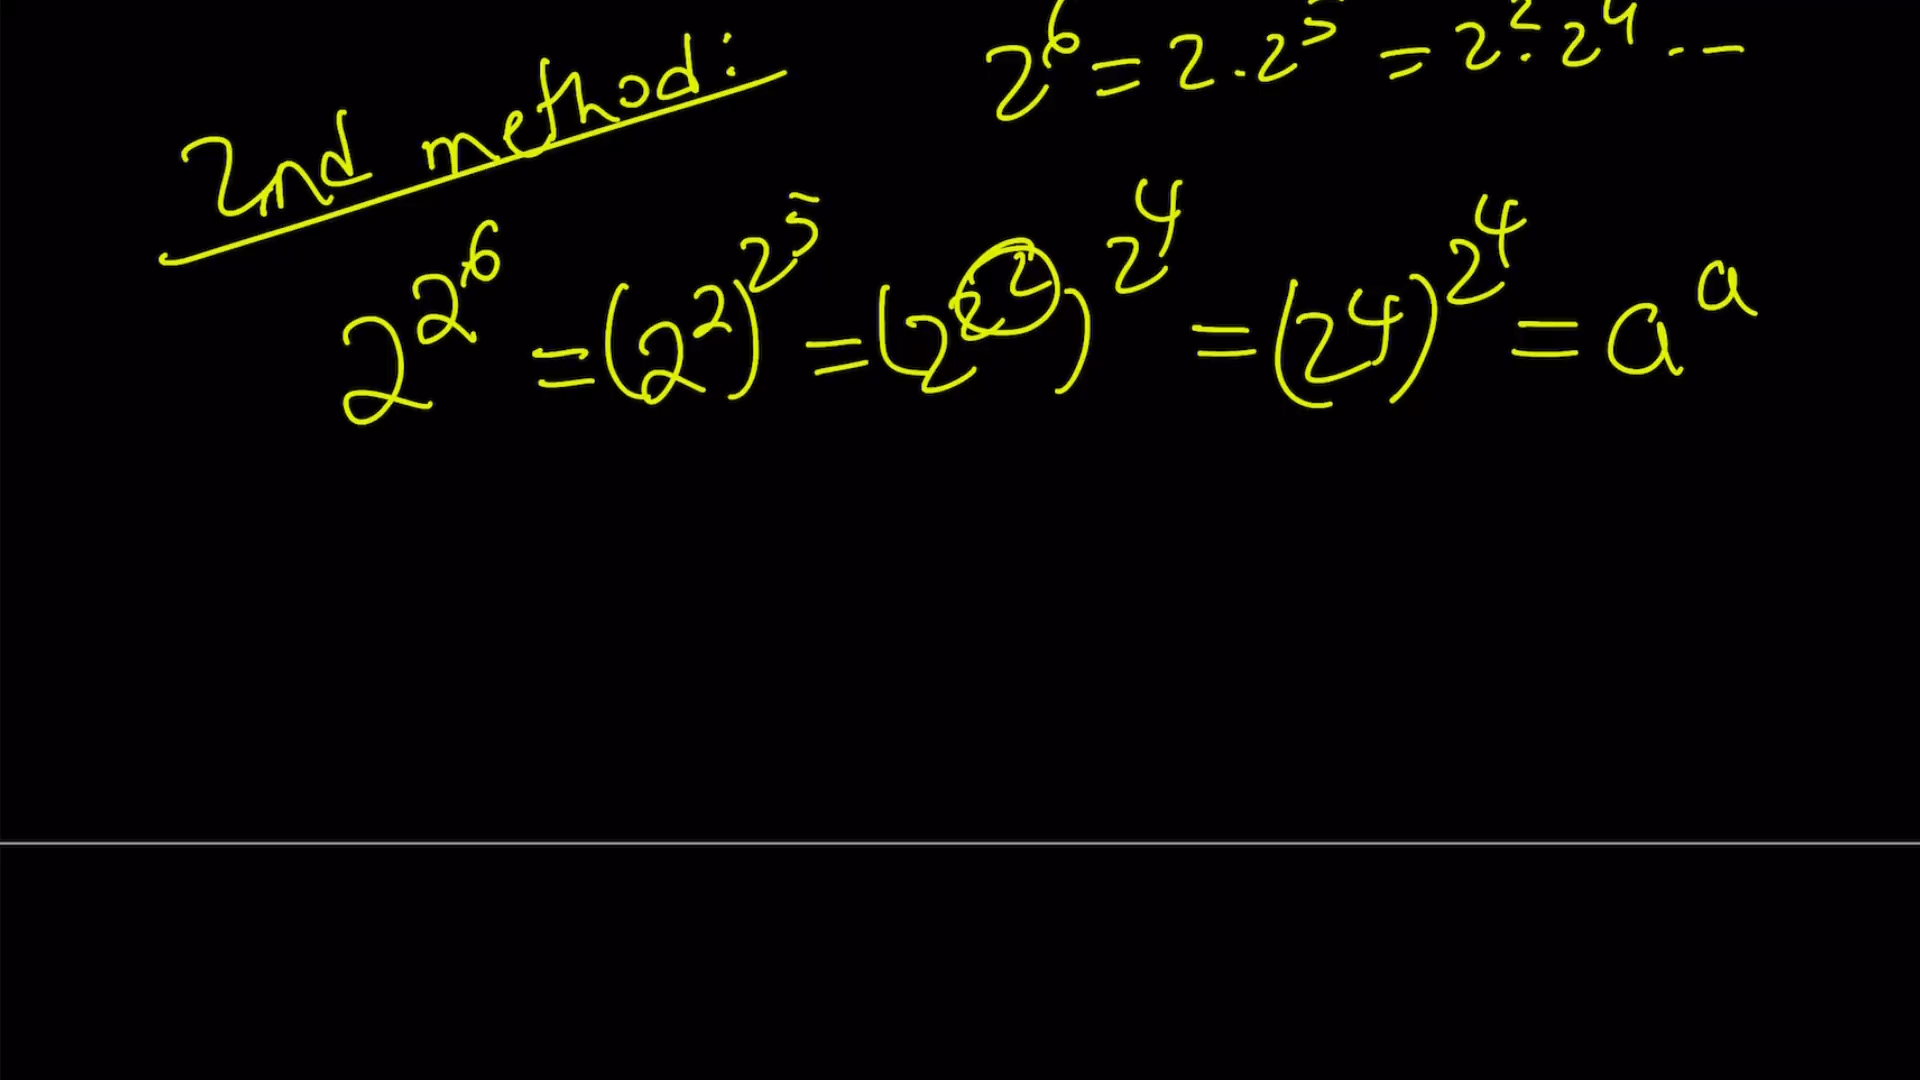 2^6 = 2 · 2^5 = 2^2 · 2^4 ...
2nd method:
2^2^6 = (2^2)^2^5 = (2^2^2)^2^4 = (2^4)^2^4 = a^a